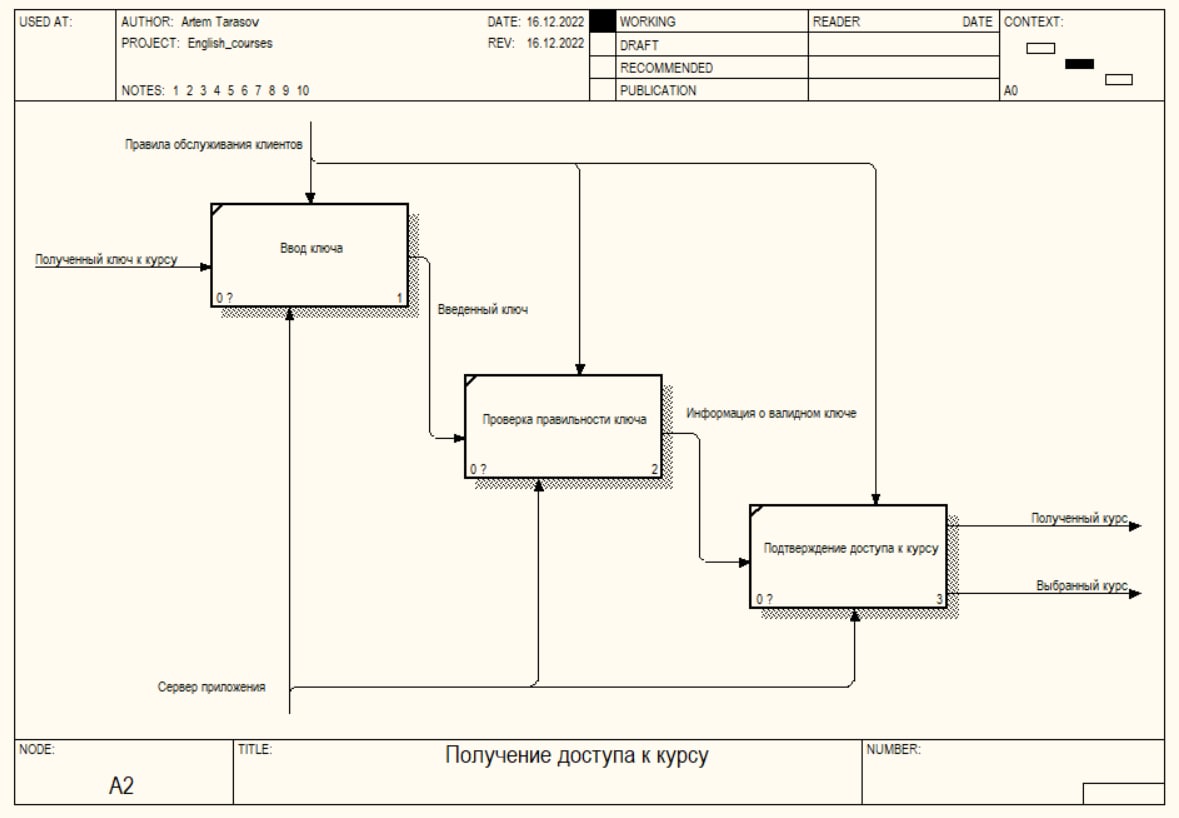 USED AT:
AUTHOR: Artem Tarasov
DATE: 16.12.2022
WORKING
READER
DATE
CONTEXT:
PROJECT: English_courses
REV: 16.12.2022
DRAFT
RECOMMENDED
NOTES: 1 2 3 4 5 6 7 8 9 10
PUBLICATION
A0
Правила обслуживания клиентов
Ввод ключа
Полученный ключ к курсу
0 ?
1
Введенный ключ
Информация о валидном ключе
Проверка правильности ключа
0 ?
2
Полученный курс
Подтверждение доступа к курсу
Выбранный курс
0 ?
3
Сервер приложения
NODE:
TITLE:
Получение доступа к курсу
NUMBER:
A2